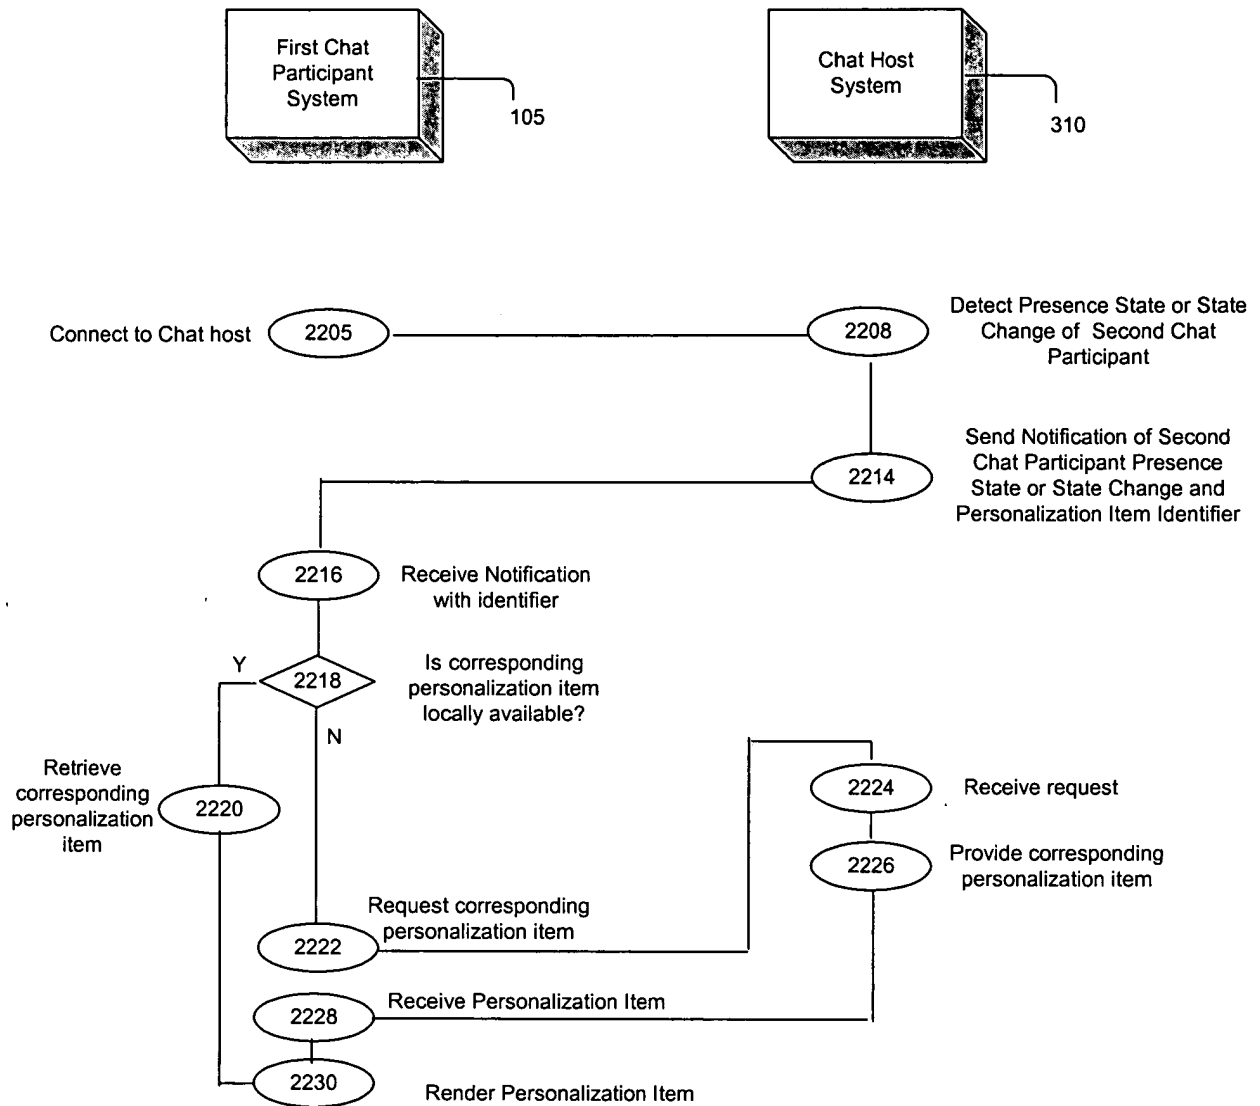 First Chat
Participant
System
105
Chat Host
System
310
Connect to Chat host
2205
2208
Detect Presence State or State
Change of Second Chat
Participant
2214
Send Notification of Second
Chat Participant Presence
State or State Change and
Personalization Item Identifier
2216
Receive Notification
with identifier
Y
2218
Is corresponding
personalization item
locally available?
N
Retrieve
corresponding
personalization
item
2220
2224
Receive request
2226
Provide corresponding
personalization item
Request corresponding
personalization item
2222
Receive Personalization Item
2228
2230
Render Personalization Item